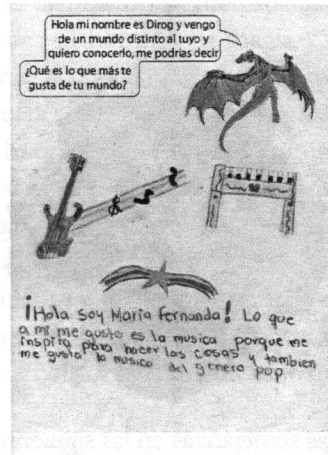 Hola mi nombre es Dirog y vengo
de un mundo distinto al tuyo y
quiero conocerlo, me podrias decir
¿Qué es lo que más te
gusta de tu mundo?
¡Hola soy María Fernanda! Lo que
a mi me gusta es la musica porque me
inspira para hacer las cosas y tambien
me gusta la musica del genero pop